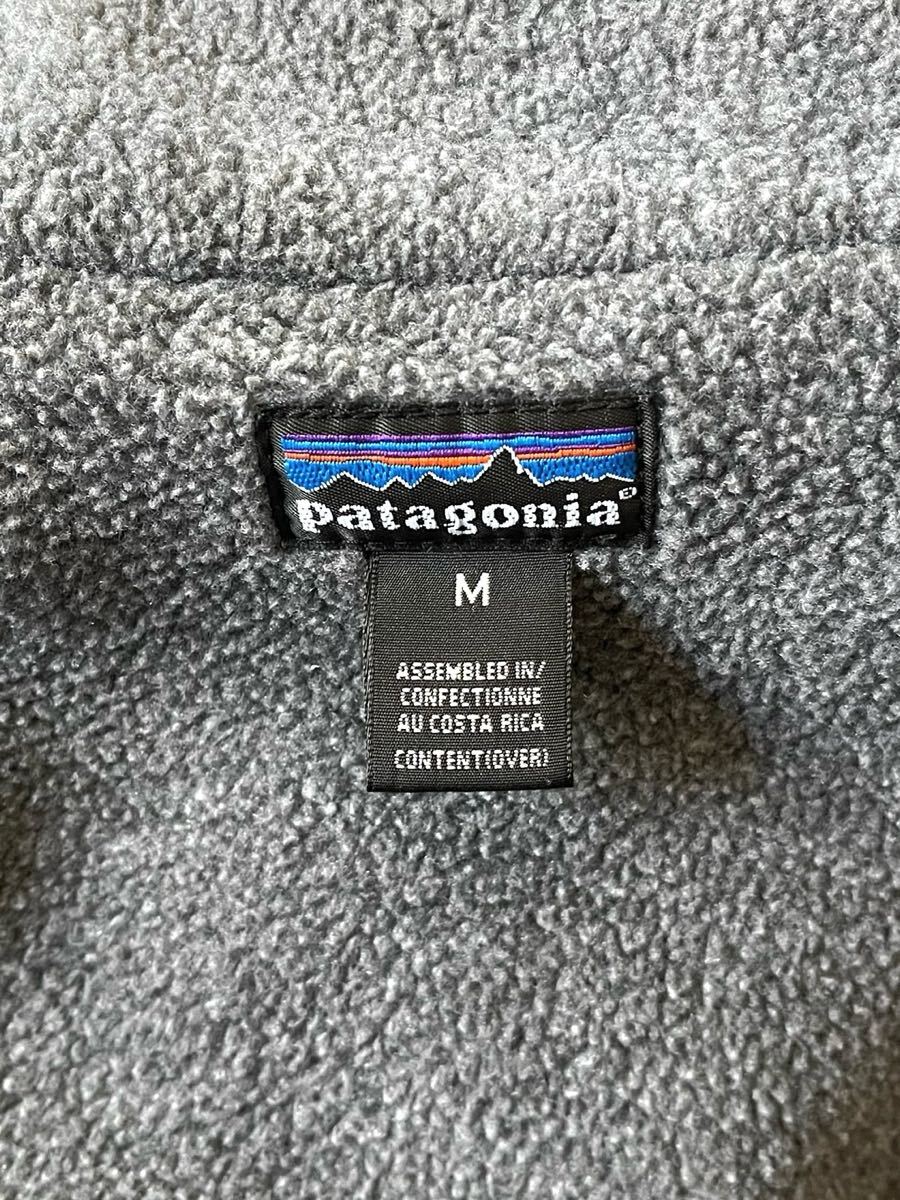 patagonia®
M
ASSEMBLED IN/
CONFECTIONNE
AU COSTA RICA
CONTENT(OVER)